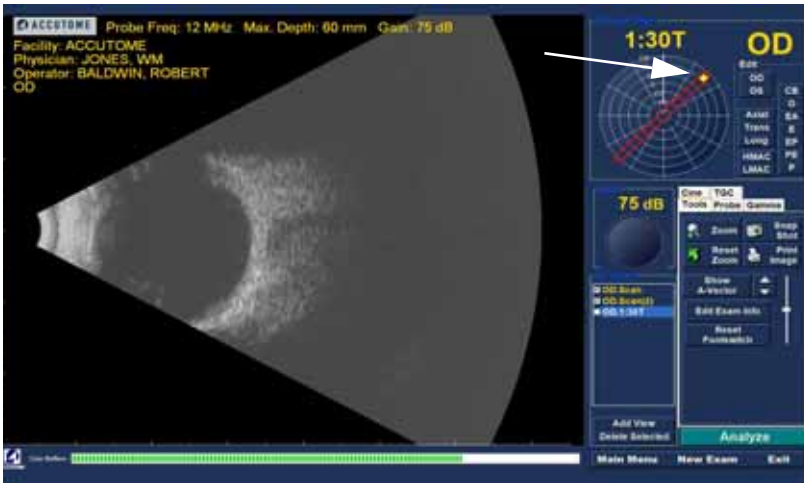 ACCUTOME Probe Freq: 12 MHz Max. Depth: 60 mm Gain: 75 dB
Facility: ACCUTOME
Physician: JONES, WM
Operator: BALDWIN, ROBERT
OD
1:30T OD
Edit
OD
OS
CB
O
EA
E
EP
PE
P
Axial
Trans
Long
HMAC
LMAC
75 dB
Cine TGC
Tools Probe Gamma
Zoom
Snap Shot
Reset Zoom
Print Image
Show A-Vector
Edit Exam Info
Reset Footswitch
OD.Scan
OD.Scan(2)
OD.1:30T
Add View
Delete Selected
Analyze
Main Menu New Exam Exit